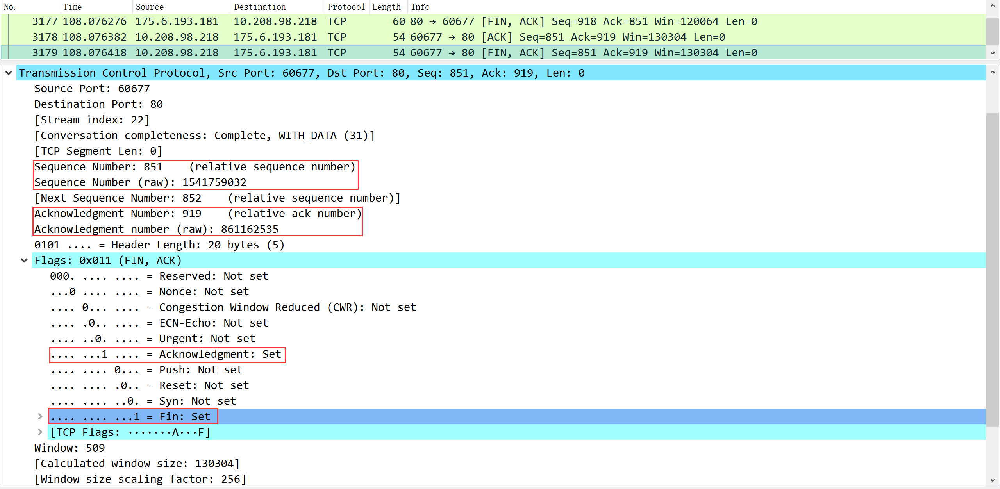 No. Time Source Destination Protocol Length Info
3177 108.076276 175.6.193.181 10.208.98.218 TCP 60 80 → 60677 [FIN, ACK] Seq=918 Ack=851 Win=120064 Len=0
3178 108.076382 10.208.98.218 175.6.193.181 TCP 54 60677 → 80 [ACK] Seq=851 Ack=919 Win=130304 Len=0
3179 108.076418 10.208.98.218 175.6.193.181 TCP 54 60677 → 80 [FIN, ACK] Seq=851 Ack=919 Win=130304 Len=0
Transmission Control Protocol, Src Port: 60677, Dst Port: 80, Seq: 851, Ack: 919, Len: 0
Source Port: 60677
Destination Port: 80
[Stream index: 22]
[Conversation completeness: Complete, WITH_DATA (31)]
[TCP Segment Len: 0]
Sequence Number: 851    (relative sequence number)
Sequence Number (raw): 1541759032
[Next Sequence Number: 852    (relative sequence number)]
Acknowledgment Number: 919    (relative ack number)
Acknowledgment number (raw): 861162535
0101 .... = Header Length: 20 bytes (5)
Flags: 0x011 (FIN, ACK)
000. .... .... = Reserved: Not set
...0 .... .... = Nonce: Not set
.... 0... .... = Congestion Window Reduced (CWR): Not set
.... .0.. .... = ECN-Echo: Not set
.... ..0. .... = Urgent: Not set
.... ...1 .... = Acknowledgment: Set
.... .... 0... = Push: Not set
.... .... .0.. = Reset: Not set
.... .... ..0. = Syn: Not set
.... .... ...1 = Fin: Set
[TCP Flags: ·······A···F]
Window: 509
[Calculated window size: 130304]
[Window size scaling factor: 256]